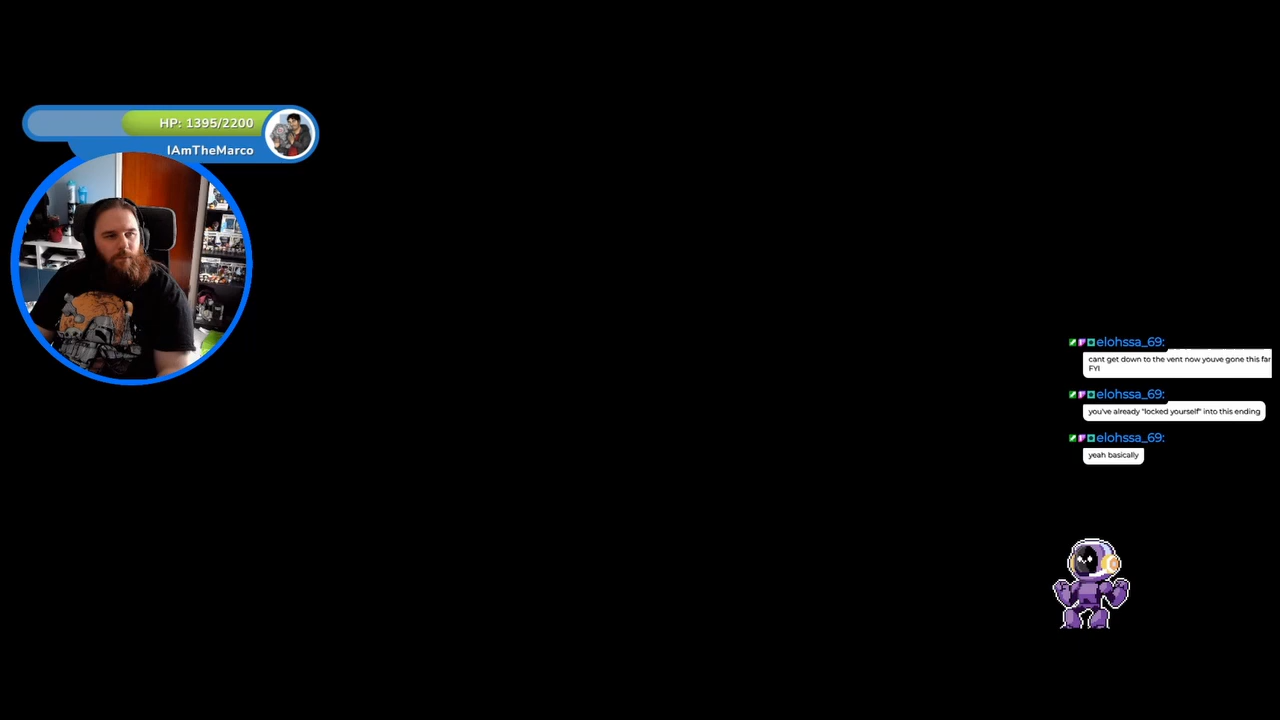 HP: 1395/2200
IAmTheMarco
elohssa_69:
cant get down to the vent now youve gone this far
FYI
elohssa_69:
you've already "locked yourself" into this ending
elohssa_69:
yeah basically